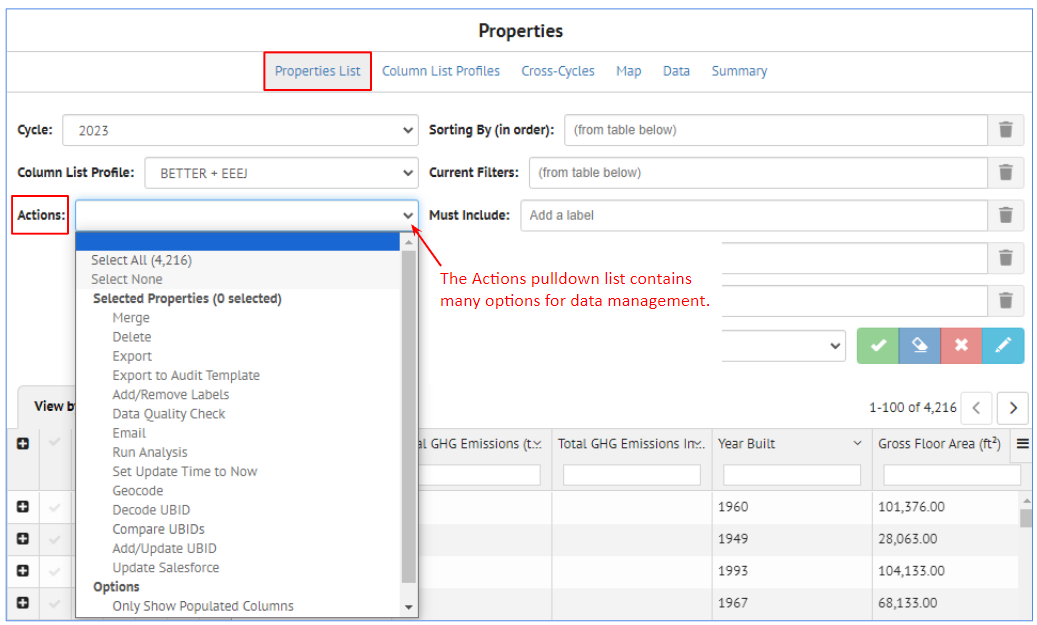 Properties
Properties List Column List Profiles Cross-Cycles Map Data Summary
Cycle: 2023 Sorting By (in order): (from table below)
Column List Profile: BETTER + EEEJ Current Filters: (from table below)
Actions: Must Include: Add a label
Select All (4,216)
Select None
Selected Properties (0 selected)
Merge
Delete
Export
Export to Audit Template
Add/Remove Labels
Data Quality Check
Email
Run Analysis
Set Update Time to Now
Geocode
Decode UBID
Compare UBIDs
Add/Update UBID
Update Salesforce
Options
Only Show Populated Columns
The Actions pulldown list contains
many options for data management.
View b
1-100 of 4,216
al GHG Emissions (t... Total GHG Emissions In... Year Built Gross Floor Area (ft²)
1960 101,376.00
1949 28,063.00
1993 104,133.00
1967 68,133.00